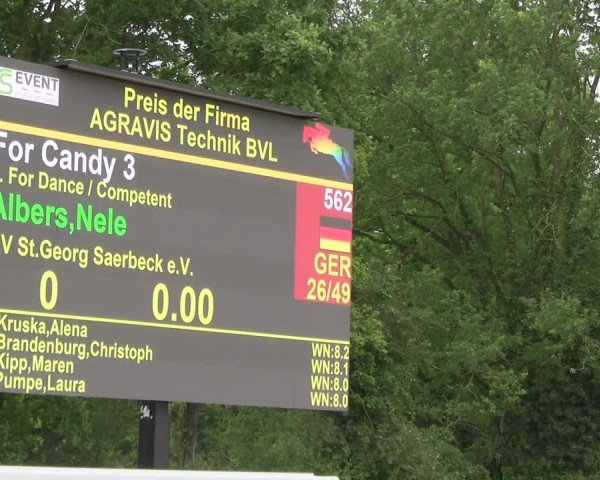 EVENT
Preis der Firma
AGRAVIS Technik BVL
For Candy 3
562
. For Dance / Competent
Albers,Nele
V St.Georg Saerbeck e.V.
GER
0 0.00
26/49
Kruska,Alena WN:8.2
Brandenburg,Christoph WN:8.1
Kipp,Maren WN:8.0
Pumpe,Laura WN:8.0